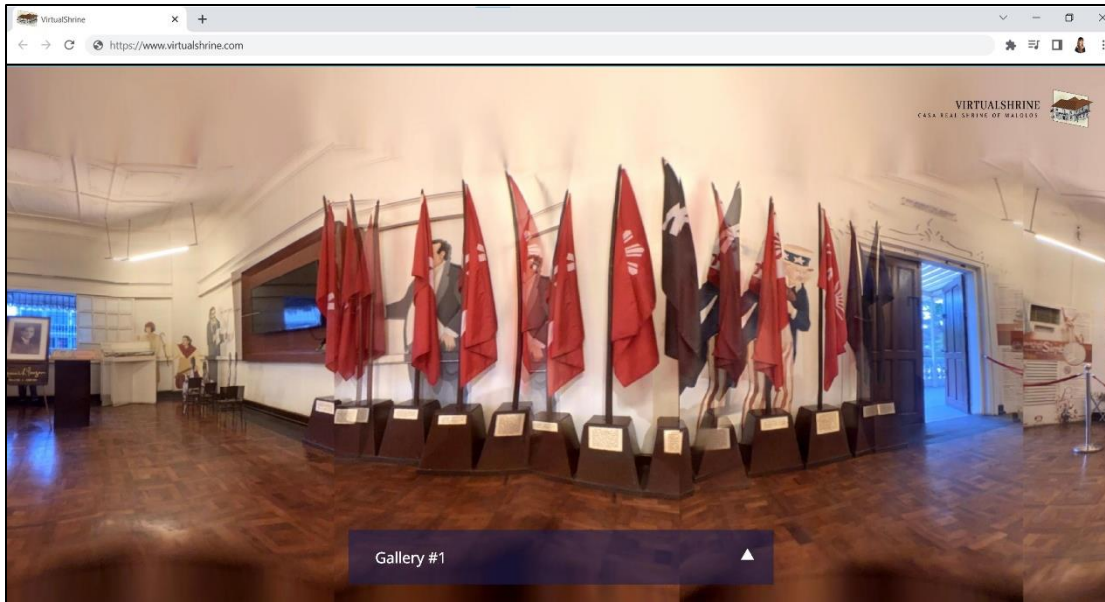 VirtualShrine
https://www.virtualshrine.com
VIRTUALSHRINE
CASA REAL SHRINE OF MALOLOS
Gallery #1